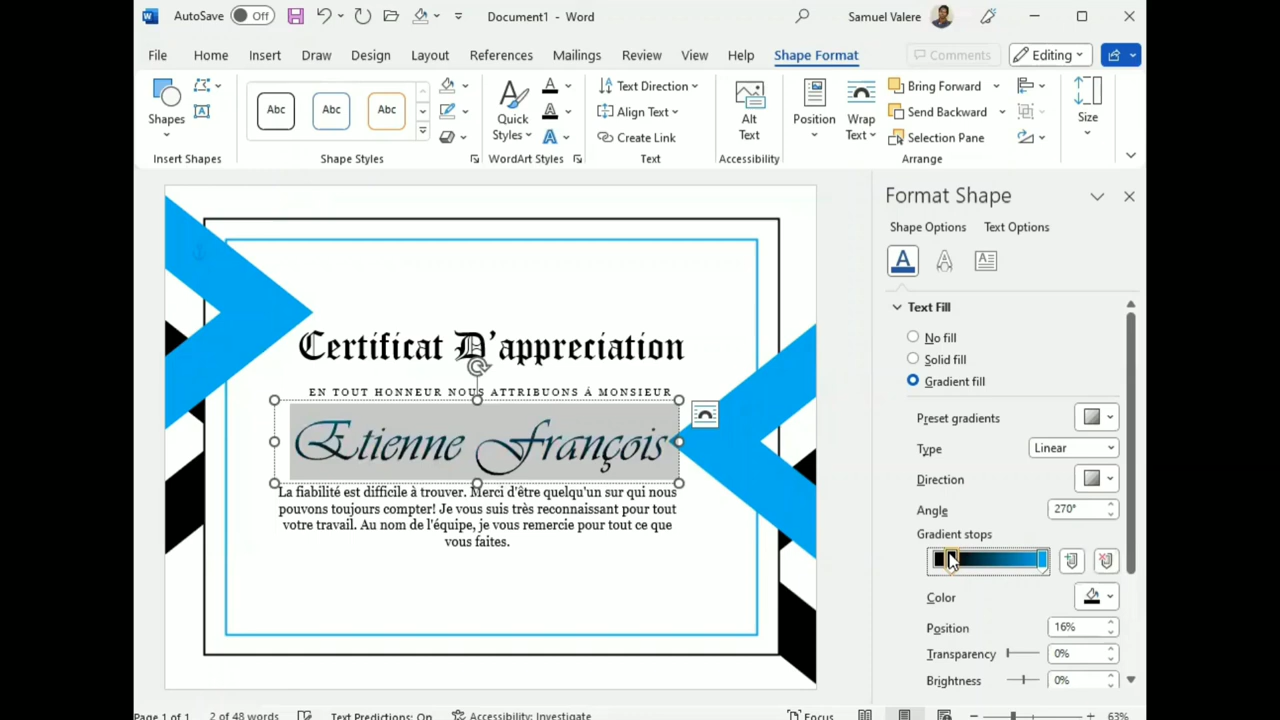 AutoSave Off Document1 - Word Samuel Valere
File Home Insert Draw Design Layout References Mailings Review View Help Shape Format Comments Editing
Shapes
Insert Shapes
Abc Abc Abc
Shape Styles
Quick Styles
WordArt Styles
Text Direction
Align Text
Create Link
Text
Alt Text
Accessibility
Position
Wrap Text
Bring Forward
Send Backward
Selection Pane
Arrange
Size
Certificat D'appreciation
EN TOUT HONNEUR NOUS ATTRIBUONS Á MONSIEUR
Etienne François
La fiabilité est difficile à trouver. Merci d'être quelqu'un sur qui nous
pouvons toujours compter! Je vous suis très reconnaissant pour tout
votre travail. Au nom de l'équipe, je vous remercie pour tout ce que
vous faites.
Format Shape
Shape Options Text Options
Text Fill
No fill
Solid fill
Gradient fill
Preset gradients
Type Linear
Direction
Angle 270°
Gradient stops
Color
Position 16%
Transparency 0%
Brightness 0%
Page 1 of 1 2 of 48 words Text Predictions: On Accessibility: Investigate Focus 63%